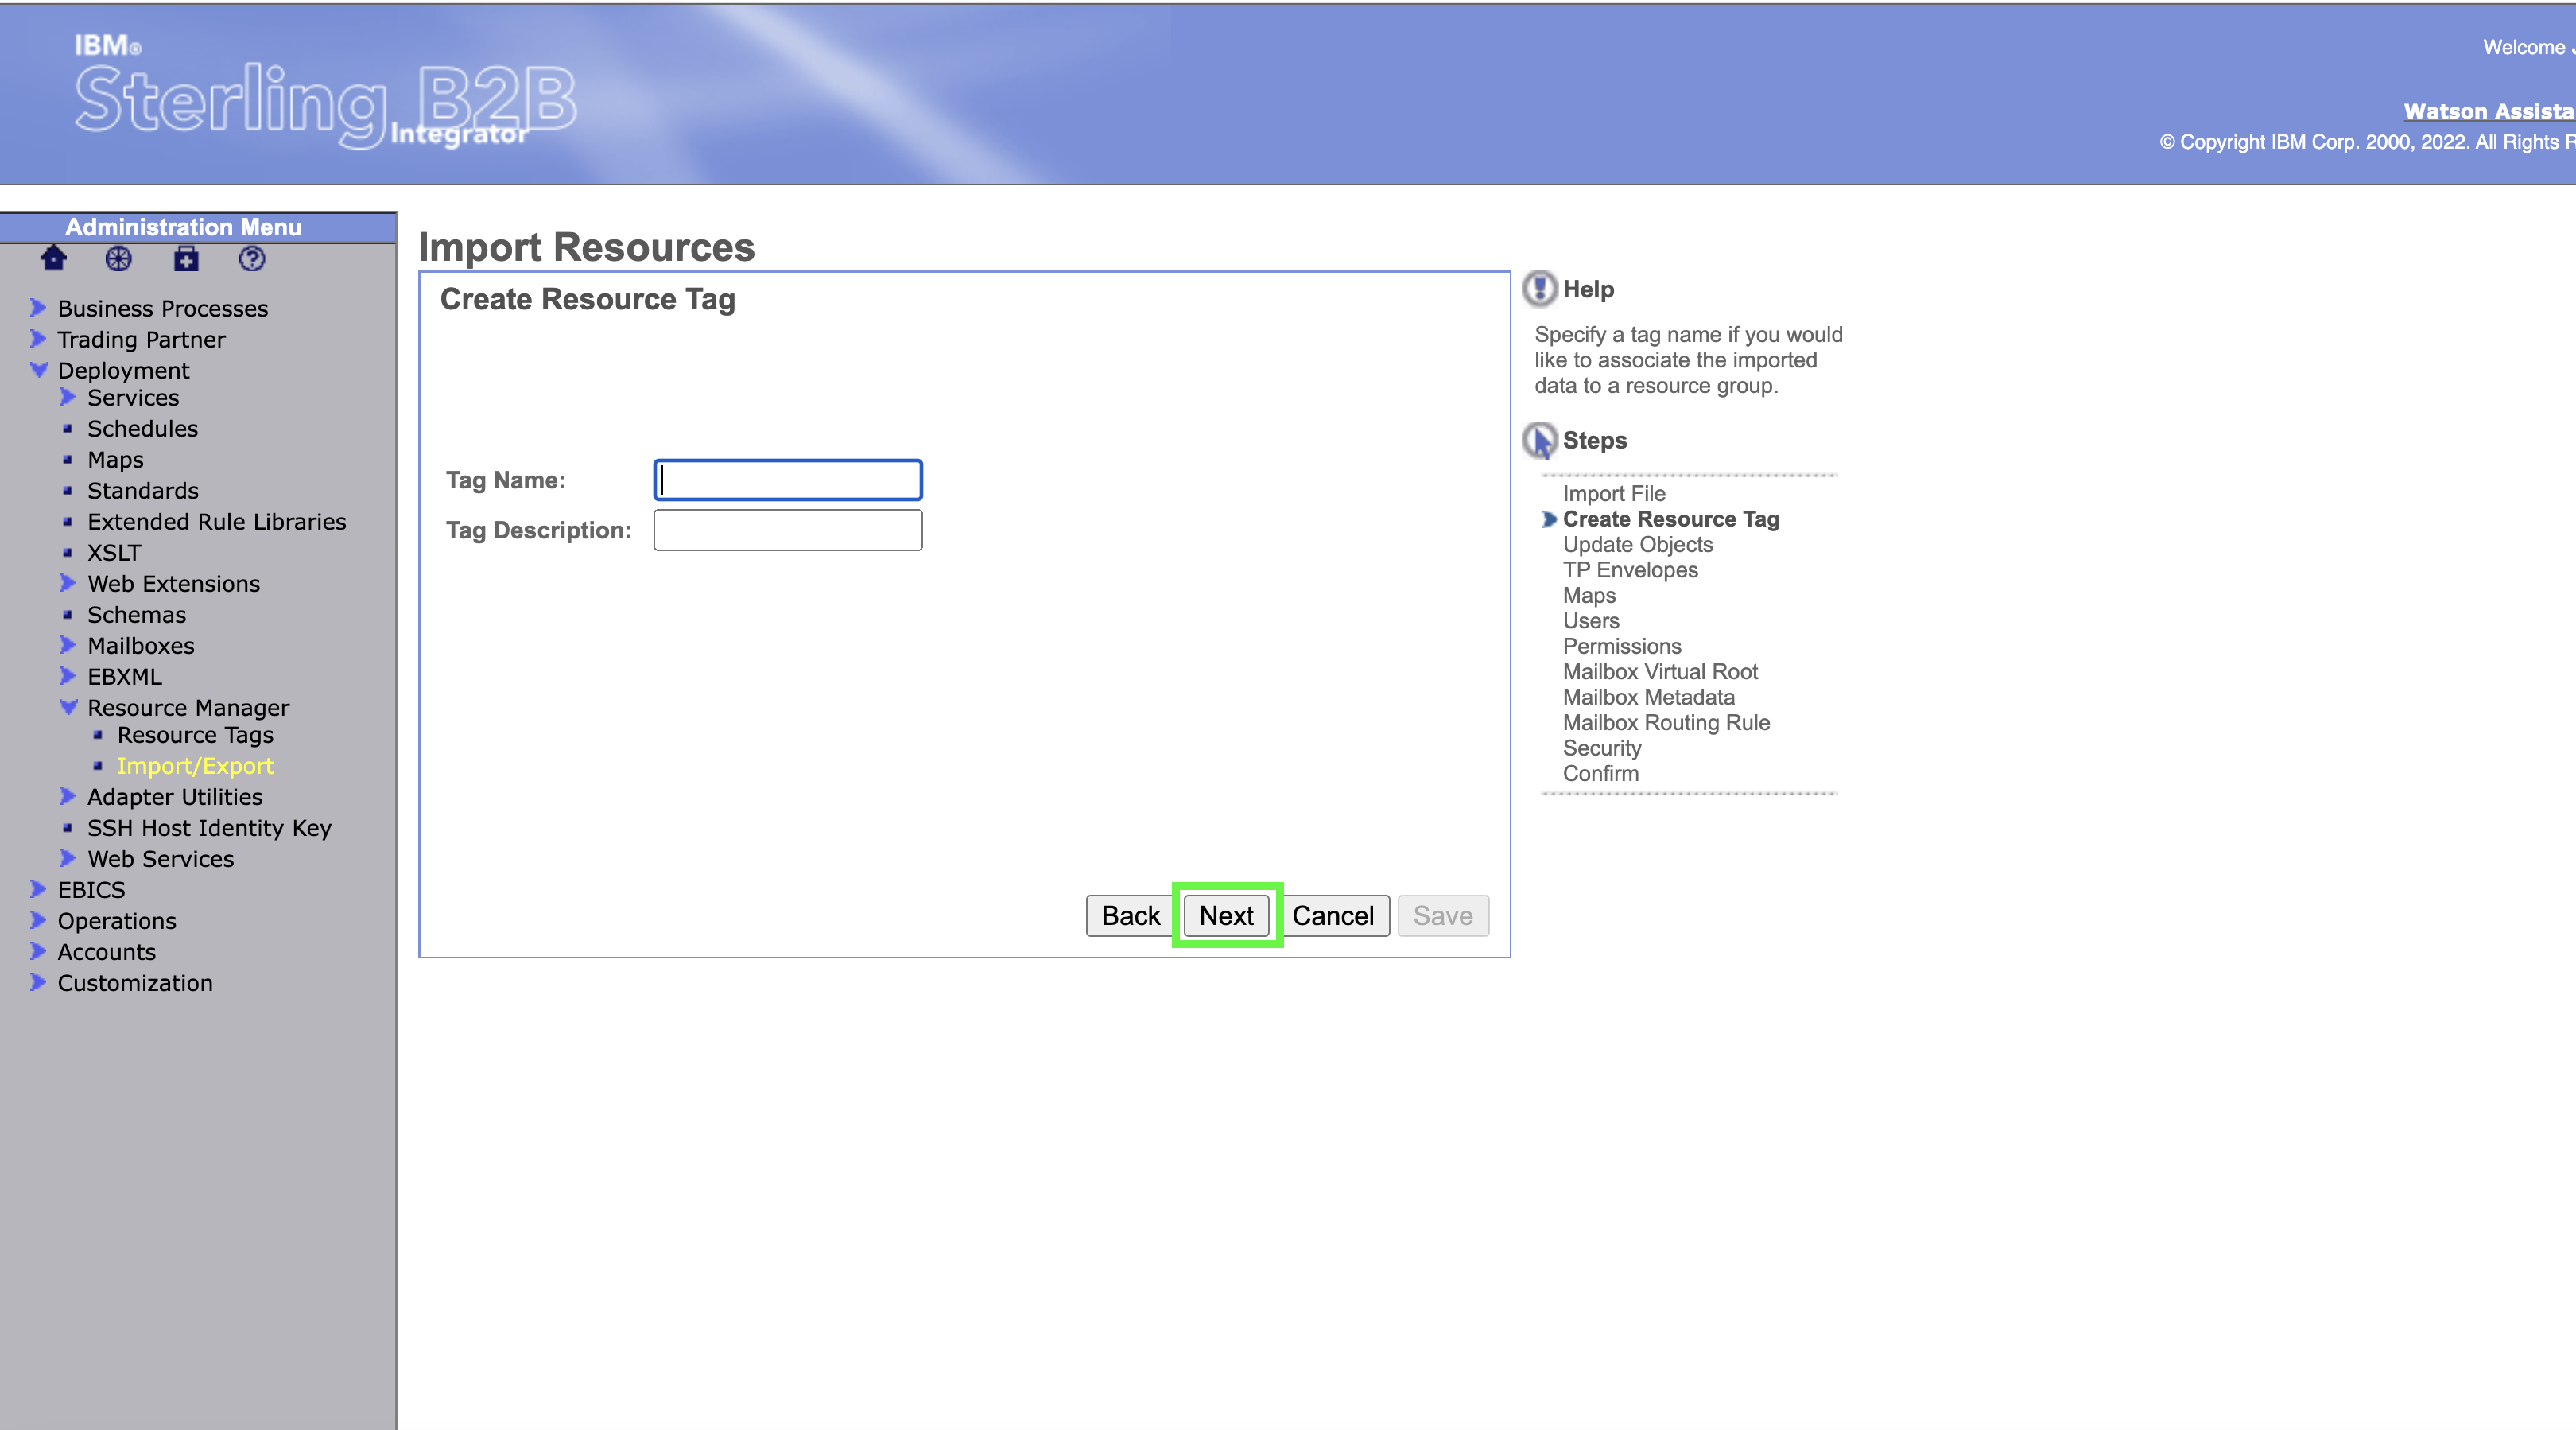 IBM®
Sterling B2B
Integrator
Welcome
Watson Assista
© Copyright IBM Corp. 2000, 2022. All Rights R
Administration Menu
Business Processes
Trading Partner
Deployment
Services
Schedules
Maps
Standards
Extended Rule Libraries
XSLT
Web Extensions
Schemas
Mailboxes
EBXML
Resource Manager
Resource Tags
Import/Export
Adapter Utilities
SSH Host Identity Key
Web Services
EBICS
Operations
Accounts
Customization
Import Resources
Create Resource Tag
Tag Name:
Tag Description:
Back Next Cancel Save
Help
Specify a tag name if you would
like to associate the imported
data to a resource group.
Steps
Import File
Create Resource Tag
Update Objects
TP Envelopes
Maps
Users
Permissions
Mailbox Virtual Root
Mailbox Metadata
Mailbox Routing Rule
Security
Confirm